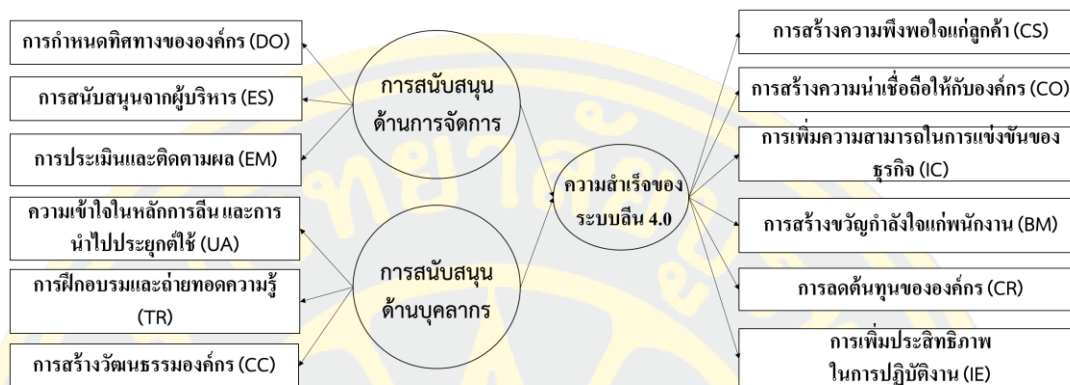 การกำหนดทิศทางขององค์กร (DO)
การสนับสนุนจากผู้บริหาร (ES)
การประเมินและติดตามผล (EM)
ความเข้าใจในหลักการลีน และการ
นำไปประยุกต์ใช้ (UA)
การฝึกอบรมและถ่ายทอดความรู้
(TR)
การสร้างวัฒนธรรมองค์กร (CC)
การสนับสนุน
ด้านการจัดการ
การสนับสนุน
ด้านบุคลากร
ความสำเร็จของ
ระบบลีน 4.0
การสร้างความพึงพอใจแก่ลูกค้า (CS)
การสร้างความน่าเชื่อถือให้กับองค์กร (CO)
การเพิ่มความสามารถในการแข่งขันของ
ธุรกิจ (IC)
การสร้างขวัญกำลังใจแก่พนักงาน (BM)
การลดต้นทุนขององค์กร (CR)
การเพิ่มประสิทธิภาพ
ในการปฏิบัติงาน (IE)